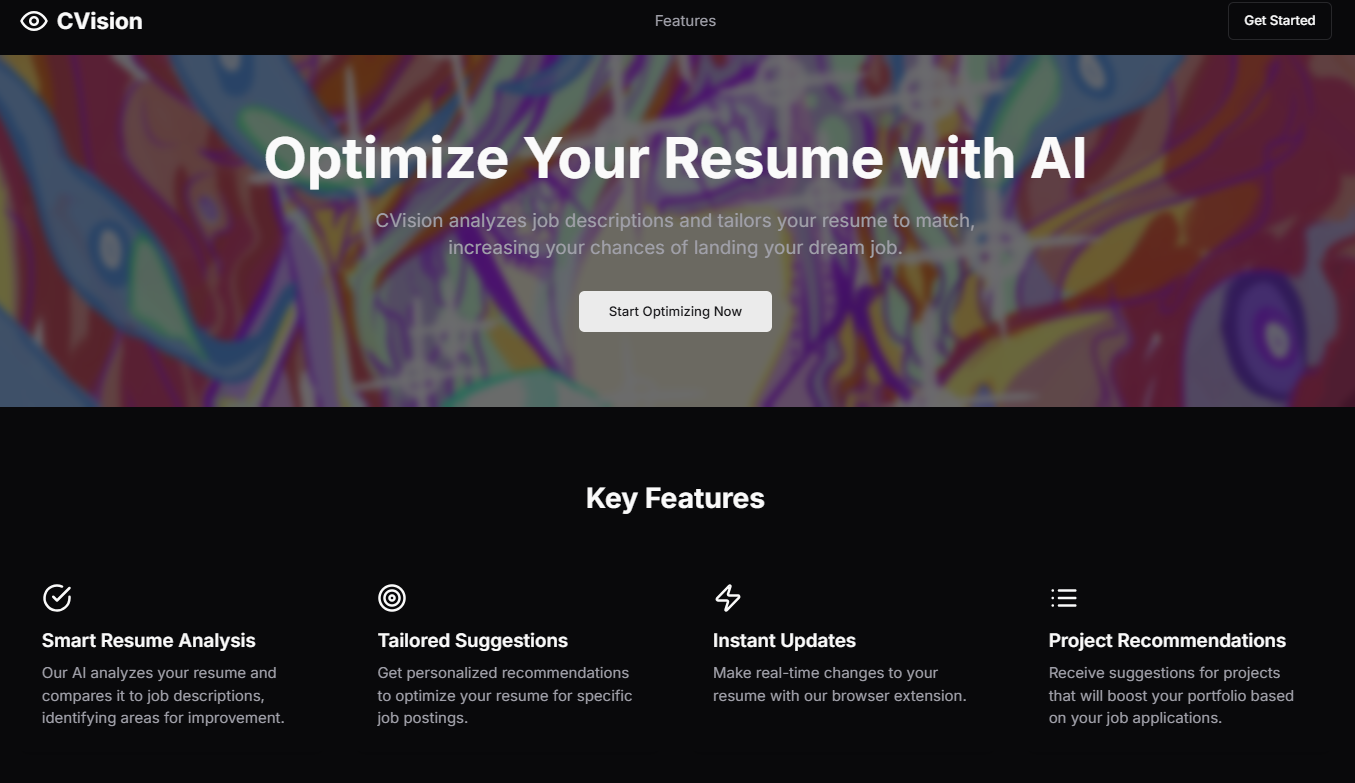 CVision
Features
Get Started
Optimize Your Resume with AI
CVision analyzes job descriptions and tailors your resume to match,
increasing your chances of landing your dream job.
Start Optimizing Now
Key Features
Smart Resume Analysis
Our AI analyzes your resume and
compares it to job descriptions,
identifying areas for improvement.
Tailored Suggestions
Get personalized recommendations
to optimize your resume for specific
job postings.
Instant Updates
Make real-time changes to your
resume with our browser extension.
Project Recommendations
Receive suggestions for projects
that will boost your portfolio based
on your job applications.